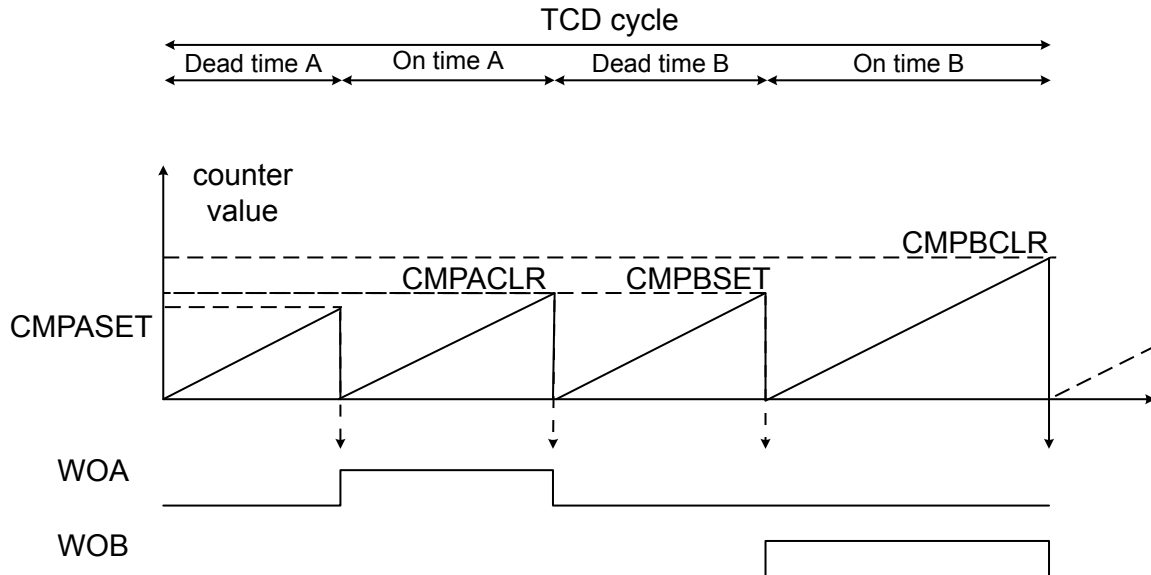 TCD cycle
Dead time A
On time A
Dead time B
On time B
counter
value
CMPBCLR
CMPACLR
CMPBSET
CMPASET
WOA
WOB